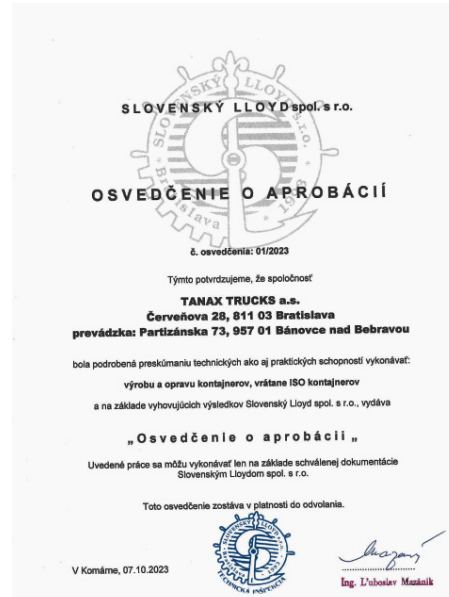 SLOVENSKÝ LLOYD spol. s r.o.
OSVEDČENIE O APROBÁCIÍ
č. osvedčenia: 01/2023
Týmto potvrdzujeme, že spoločnosť
TANAX TRUCKS a.s.
Červeňova 28, 811 03 Bratislava
prevádzka: Partizánska 73, 957 01 Bánovce nad Bebravou
bola podrobená preskúmaniu technických ako aj praktických schopností vykonávať:
výrobu a opravu kontajnerov, vrátane ISO kontajnerov
a na základe vyhovujúcich výsledkov Slovenský Lloyd spol. s r.o., vydáva
„Osvedčenie o aprobácii„
Uvedené práce sa môžu vykonávať len na základe schválenej dokumentácie
Slovenským Lloydom spol. s r.o.
Toto osvedčenie zostáva v platnosti do odvolania.
SLOVENSKÝ LLOYD
TECHNICKÁ INŠPEKCIA
V Komárne, 07.10.2023
Ing. Ľuboslav Mazánik